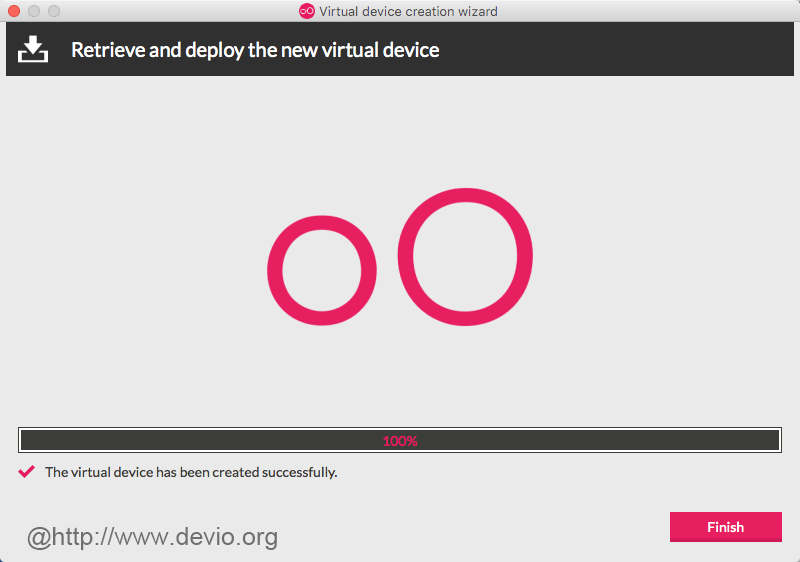 Virtual device creation wizard
Retrieve and deploy the new virtual device
100%
The virtual device has been created successfully.
Finish
@http://www.devio.org